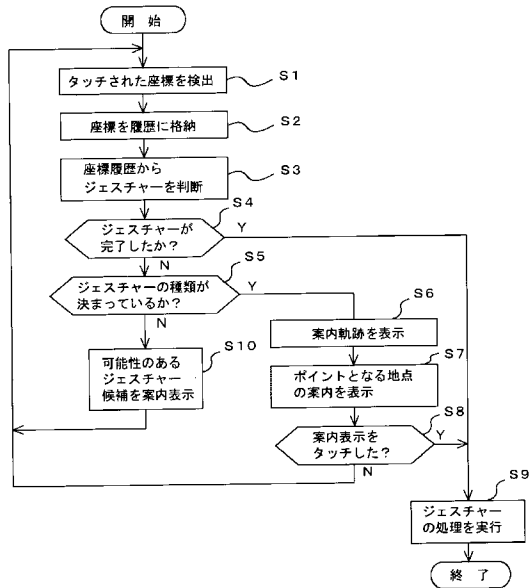 開 始
タッチされた座標を検出
S1
座標を履歴に格納
S2
座標履歴から
ジェスチャーを判断
S3
ジェスチャーが
完了したか?
S4
Y
N
ジェスチャーの種類が
決まっているか?
S5
Y
N
案内軌跡を表示
S6
可能性のある
ジェスチャー
候補を案内表示
S10
ポイントとなる地点
の案内を表示
S7
案内表示を
タッチした?
S8
Y
N
ジェスチャー
の処理を実行
S9
終 了